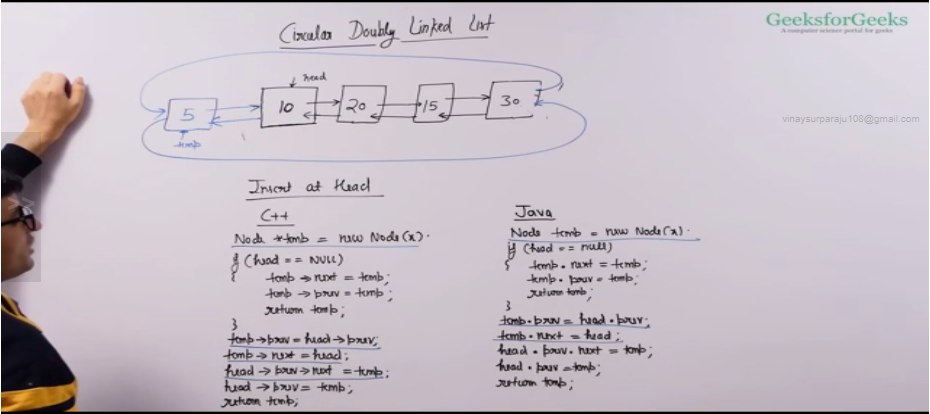 Circular Doubly Linked List
GeeksforGeeks
A computer science portal for geeks
head
5
10
20
15
30
temp
vinaysurparaju108@gmail.com
Insert at Head
C++
Node *temp = new Node(x).
if (head == NULL)
{ temp → next = temp;
temp → prev = temp;
return temp;
}
temp → prev = head → prev;
temp → next = head;
head → prev → next = temp;
head → prev = temp;
return temp;
Java
Node temp = new Node(x).
if (head == null)
{ temp . next = temp;
temp . prev = temp;
return temp;
}
temp . prev = head . prev;
temp . next = head;
head . prev . next = temp;
head . prev = temp;
return temp;